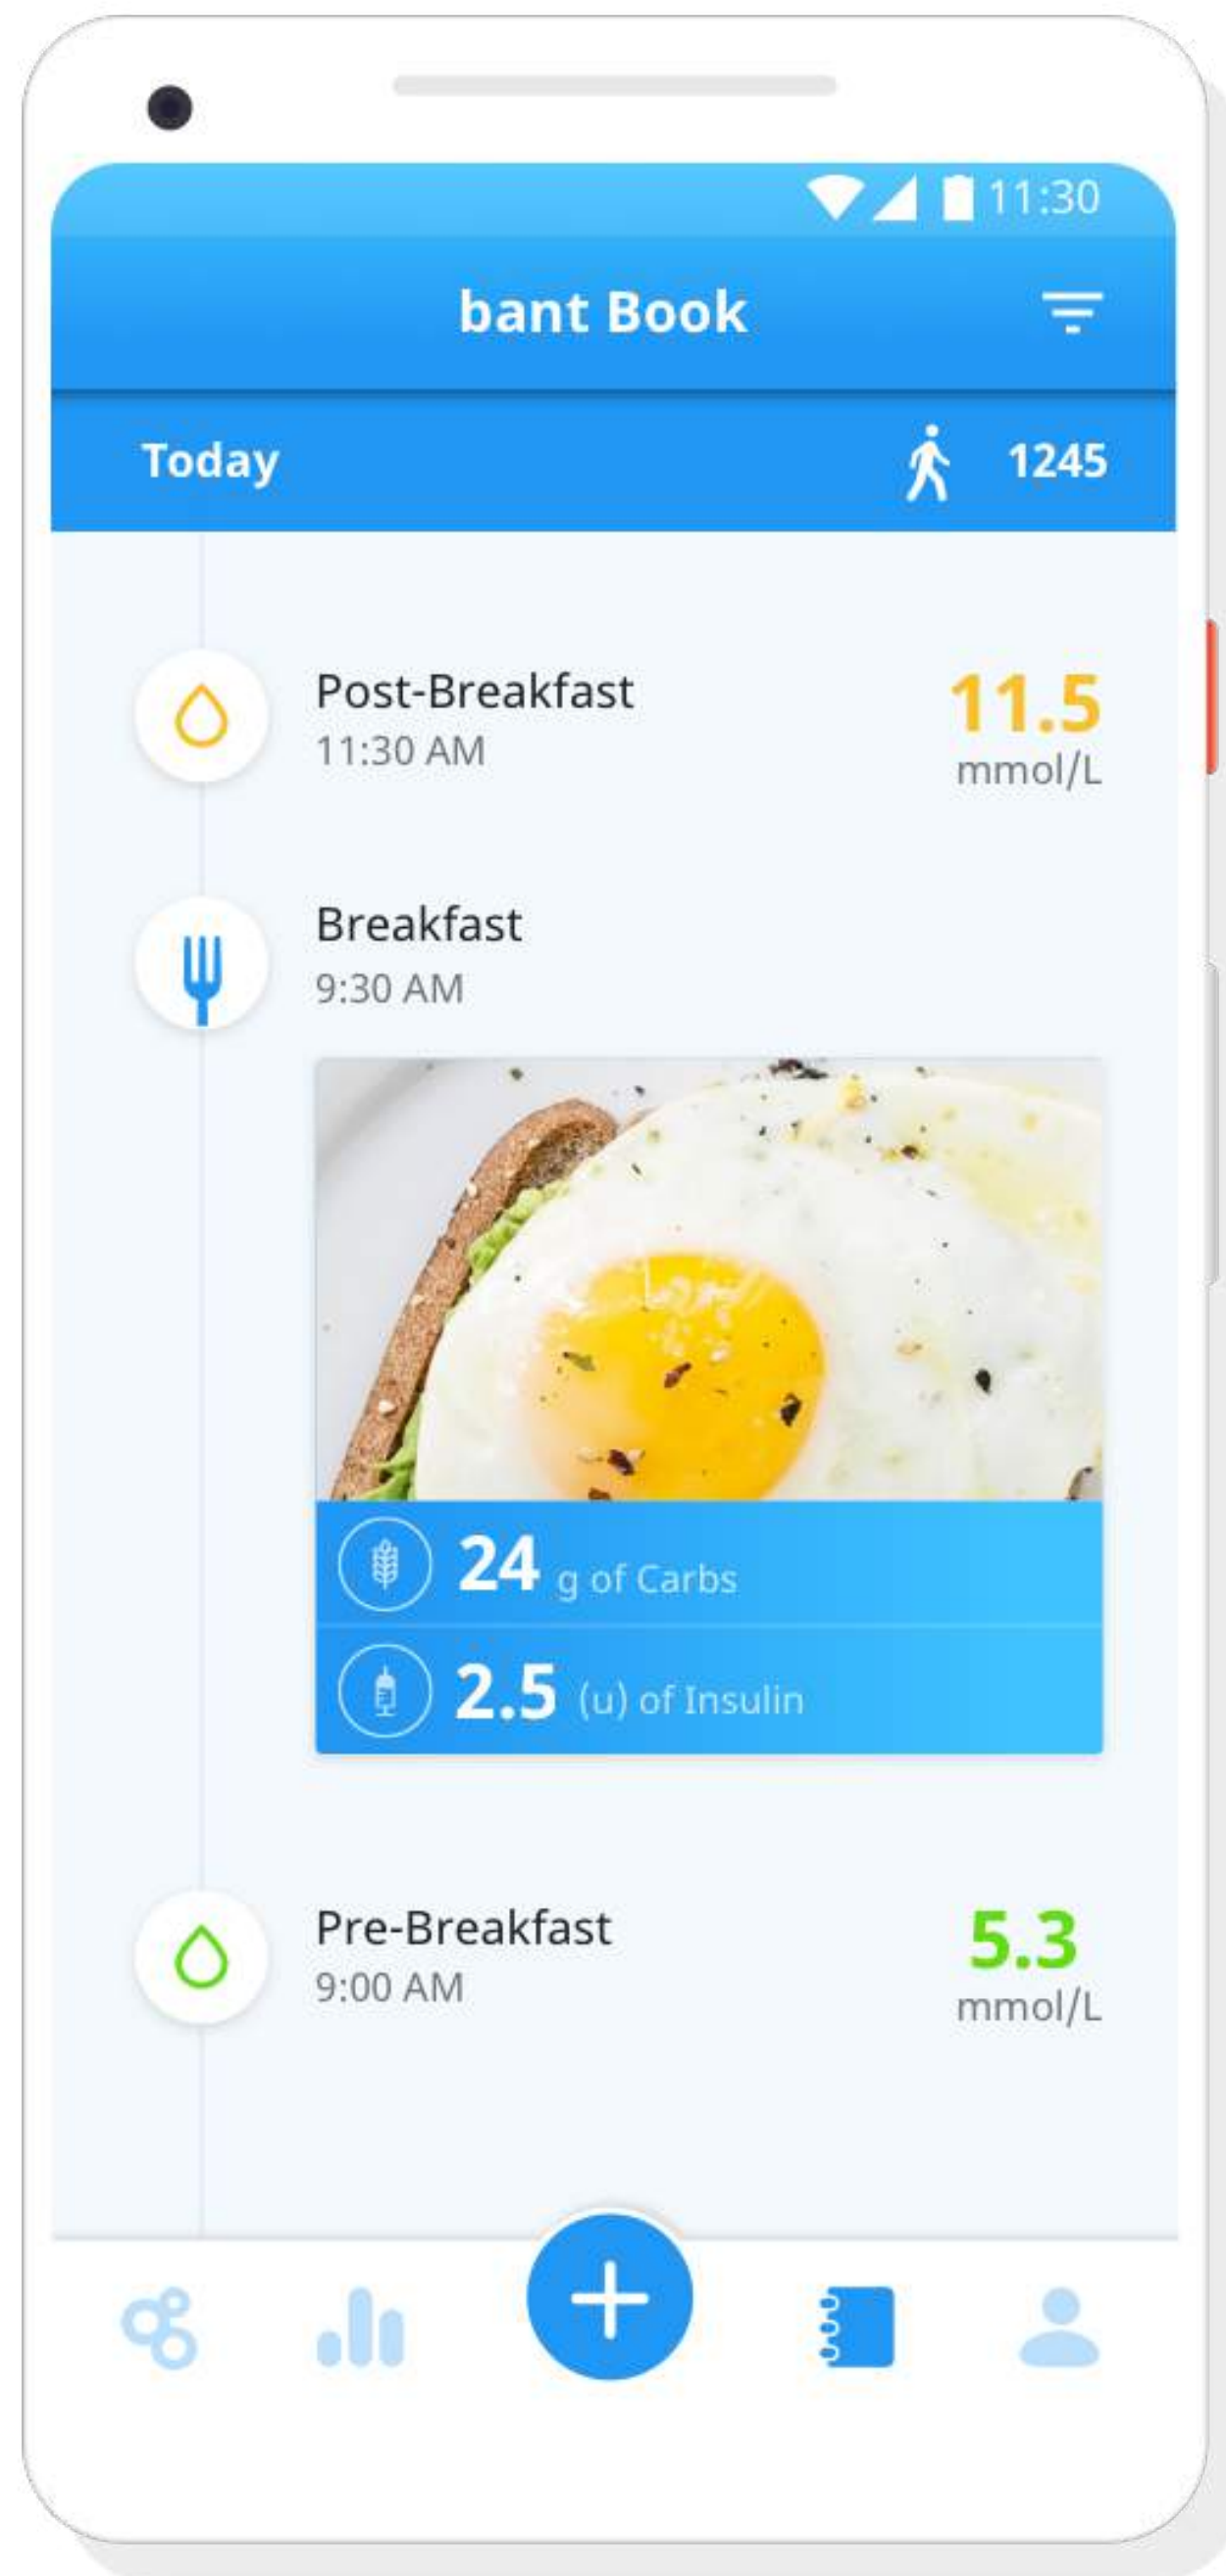 11:30
bant Book
Today 1245
Post-Breakfast 11.5
11:30 AM mmol/L
Breakfast
9:30 AM
24 g of Carbs
2.5 (u) of Insulin
Pre-Breakfast 5.3
9:00 AM mmol/L